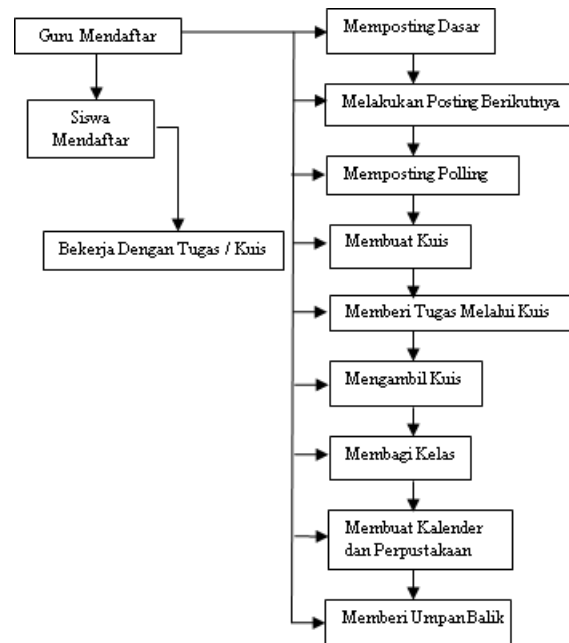 Guru Mendaftar
Siswa
Mendaftar
Bekerja Dengan Tugas / Kuis
Memposting Dasar
Melakukan Posting Berikutnya
Memposting Polling
Membuat Kuis
Memberi Tugas Melalui Kuis
Mengambil Kuis
Membagi Kelas
Membuat Kalender
dan Perpustakaan
Memberi Umpan Balik